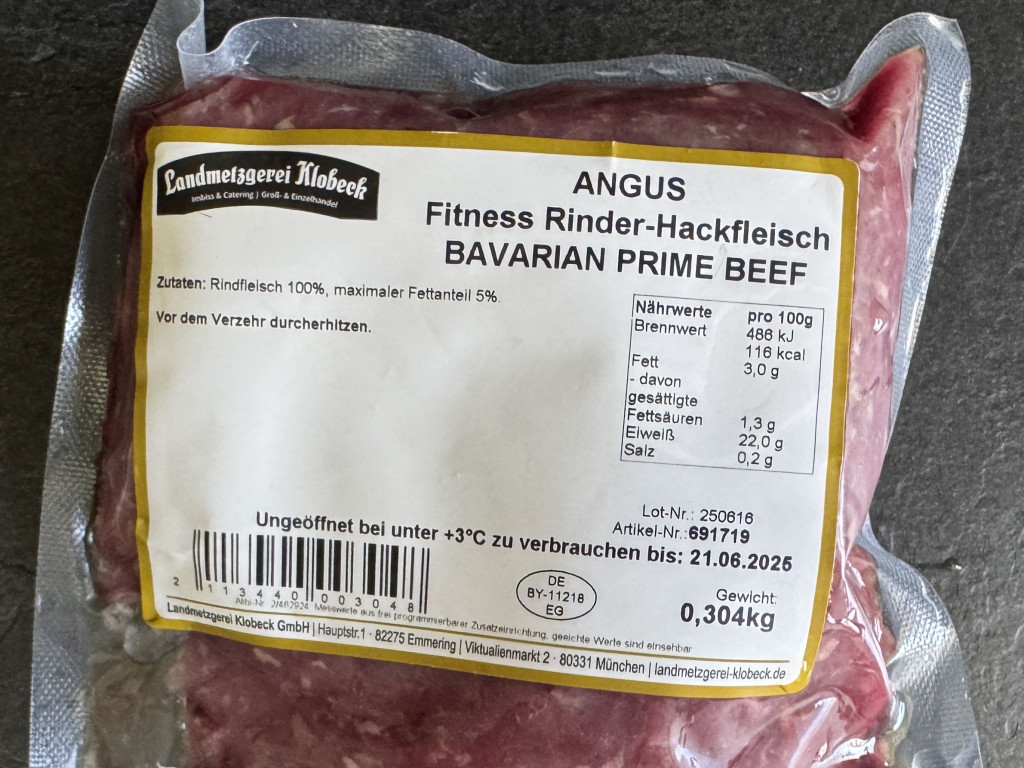 Landmetzgerei Klobeck
Imbiss & Catering | Groß- & Einzelhandel
ANGUS
Fitness Rinder-Hackfleisch
BAVARIAN PRIME BEEF
Zutaten: Rindfleisch 100%, maximaler Fettanteil 5%.
Vor dem Verzehr durcherhitzen.
Nährwerte pro 100g
Brennwert 486 kJ
116 kcal
Fett 3,0 g
- davon
gesättigte
Fettsäuren 1,3 g
Eiweiß 22,0 g
Salz 0,2 g
Lot-Nr.: 250616
Artikel-Nr.:691719
Ungeöffnet bei unter +3°C zu verbrauchen bis: 21.06.2025
2 113440 003048
DE
BY-11218
EG
Gewicht:
0,304kg
Messwerte aus frei programmierbarer Zusatzeinrichtung, geeichte Werte sind einsehbar
Landmetzgerei Klobeck GmbH | Hauptstr.1 · 82275 Emmering | Viktualienmarkt 2 · 80331 München | landmetzgerei-klobeck.de